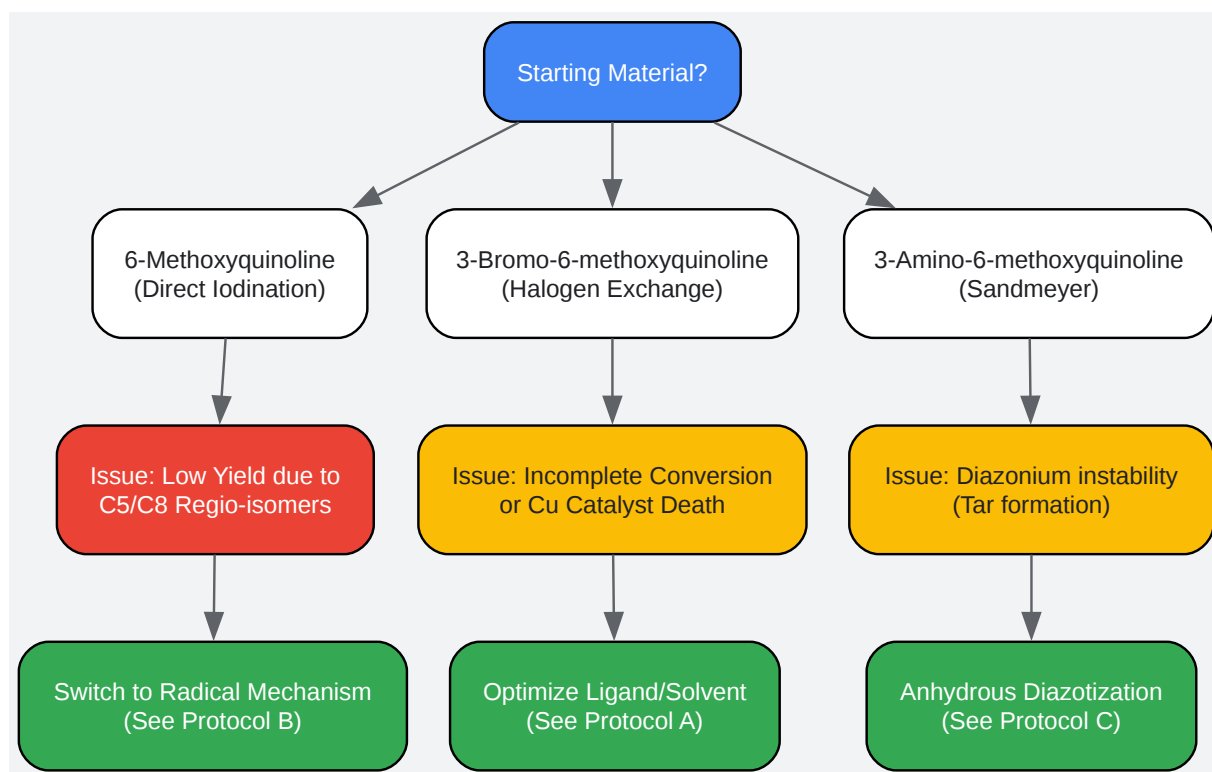 Starting Material?
6-Methoxyquinoline
(Direct Iodination)
3-Bromo-6-methoxyquinoline
(Halogen Exchange)
3-Amino-6-methoxyquinoline
(Sandmeyer)
Issue: Low Yield due to
C5/C8 Regio-isomers
Issue: Incomplete Conversion
or Cu Catalyst Death
Issue: Diazonium instability
(Tar formation)
Switch to Radical Mechanism
(See Protocol B)
Optimize Ligand/Solvent
(See Protocol A)
Anhydrous Diazotization
(See Protocol C)